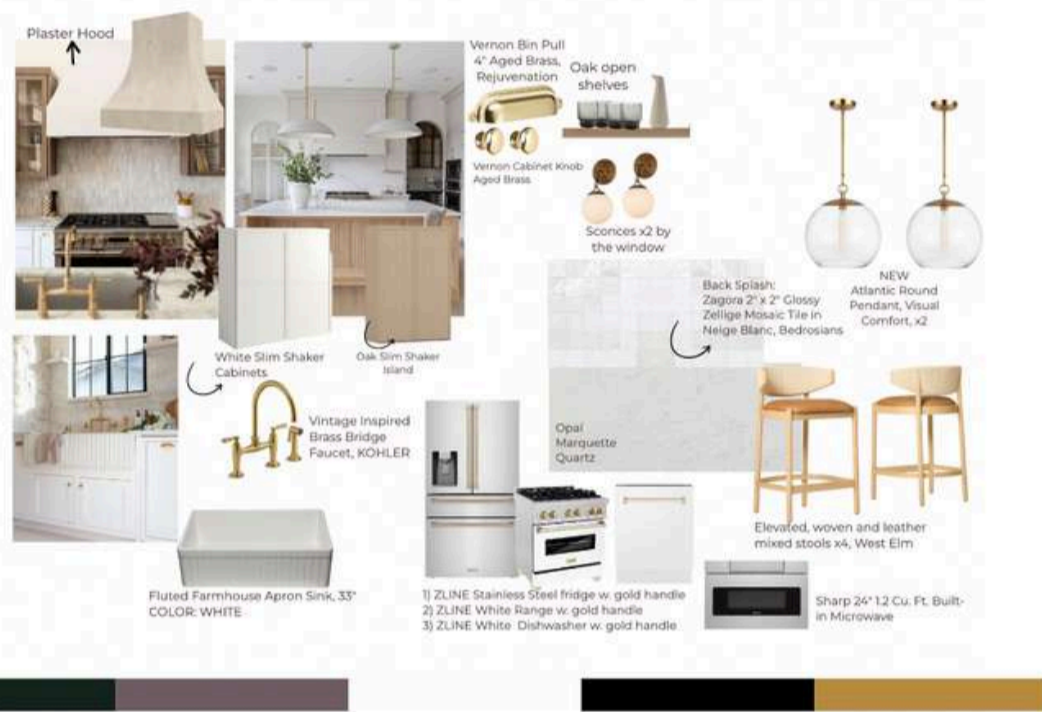 Plaster Hood
Vernon Bin Pull
4" Aged Brass,
Rejuvenation
Oak open
shelves
Vernon Cabinet Knob
Aged Brass
Sconces x2 by
the window
NEW
Atlantic Round
Pendant, Visual
Comfort, x2
Back Splash:
Zagora 2" x 2" Glossy
Zellige Mosaic Tile in
Neige Blanc, Bedrosians
White Slim Shaker
Cabinets
Oak Slim Shaker
Island
Vintage Inspired
Brass Bridge
Faucet, KOHLER
Opal
Marquette
Quartz
Elevated, woven and leather
mixed stools x4, West Elm
Fluted Farmhouse Apron Sink, 33"
COLOR: WHITE
1) ZLINE Stainless Steel fridge w. gold handle
2) ZLINE White Range w. gold handle
3) ZLINE White Dishwasher w. gold handle
Sharp 24" 1.2 Cu. Ft. Built-
in Microwave